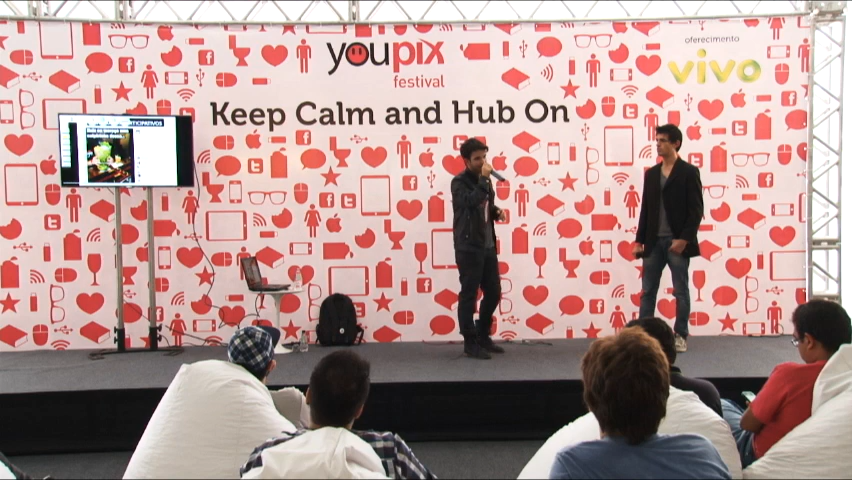 youpix
festival
oferecimento
vivo
Keep Calm and Hub On